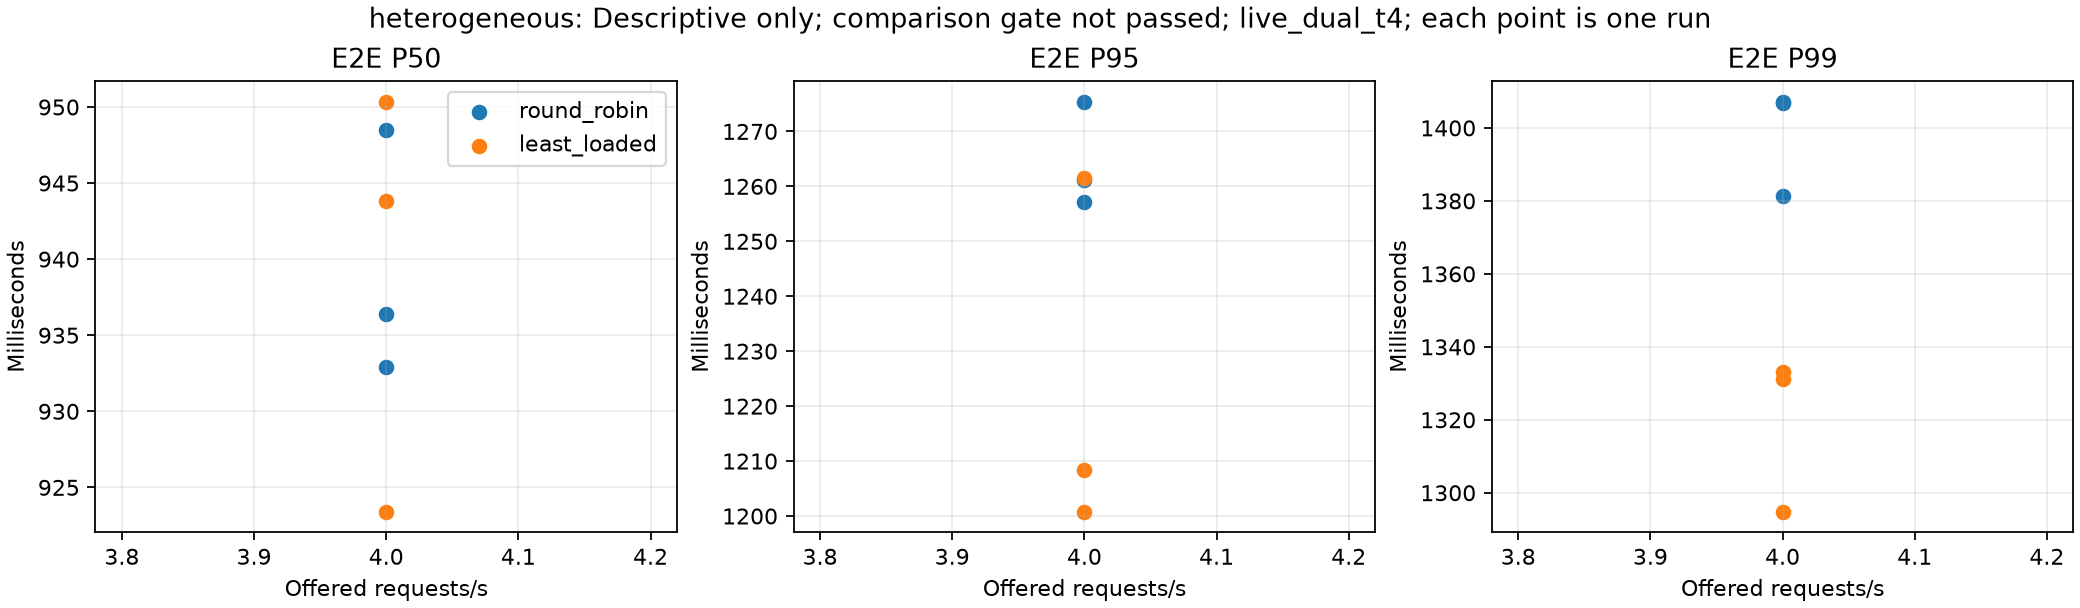 heterogeneous: Descriptive only; comparison gate not passed; live_dual_t4; each point is one run
E2E P50
950
945
940
935
930
925
Milliseconds
3.8
3.9
4.0
4.1
4.2
Offered requests/s
round_robin
least_loaded
E2E P95
1270
1260
1250
1240
1230
1220
1210
1200
Milliseconds
3.8
3.9
4.0
4.1
4.2
Offered requests/s
E2E P99
1400
1380
1360
1340
1320
1300
Milliseconds
3.8
3.9
4.0
4.1
4.2
Offered requests/s